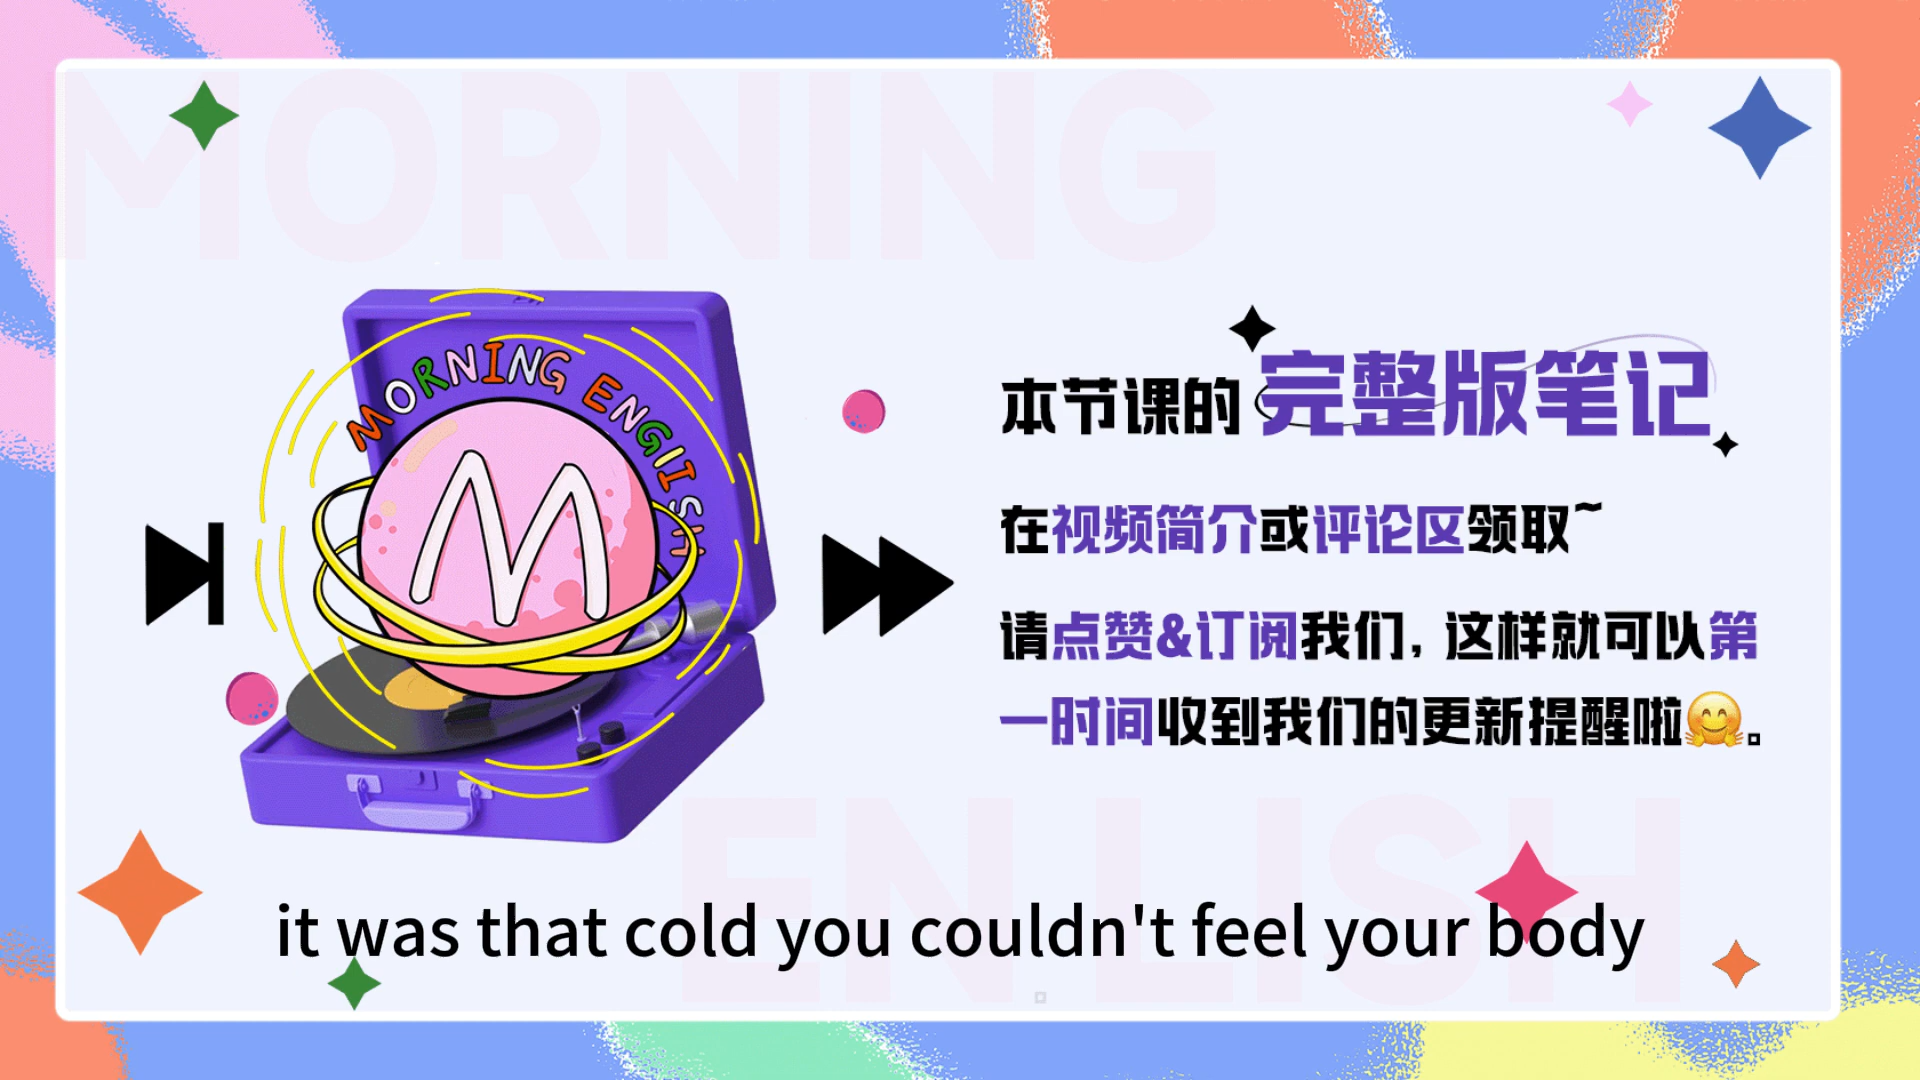 MORNING
MORNING ENGLISH
M
本节课的完整版笔记
在视频简介或评论区领取~
请点赞&订阅我们，这样就可以第
一时间收到我们的更新提醒啦🤗。
EN LISH
it was that cold you couldn't feel your body